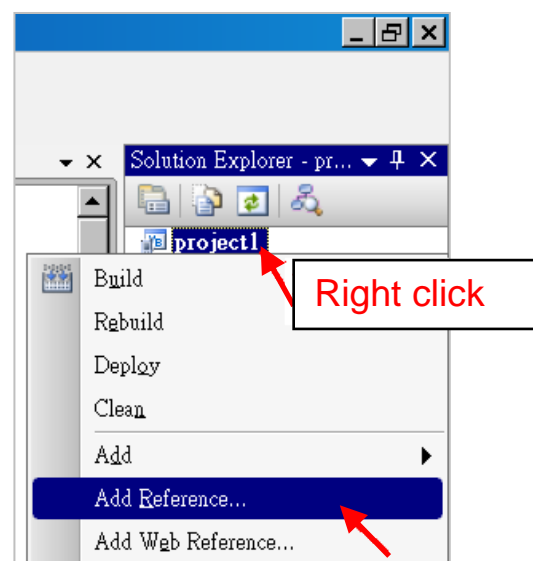 Solution Explorer - pr...
project1
Right click
Build
Rebuild
Deploy
Clean
Add
Add Reference...
Add Web Reference...